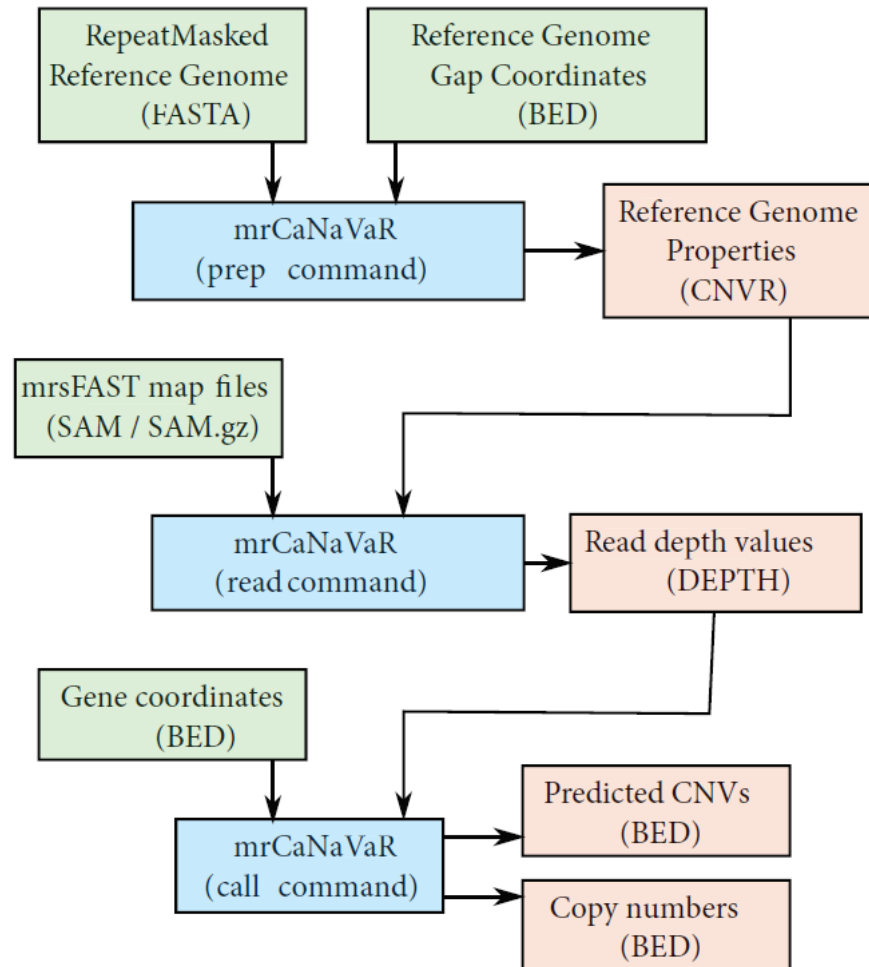 RepeatMasked
Reference Genome
(FASTA)
Reference Genome
Gap Coordinates
(BED)
mrCaNaVaR
(prep command)
Reference Genome
Properties
(CNVR)
mrsFAST map files
(SAM / SAM.gz)
mrCaNaVaR
(read command)
Read depth values
(DEPTH)
Gene coordinates
(BED)
mrCaNaVaR
(call command)
Predicted CNVs
(BED)
Copy numbers
(BED)